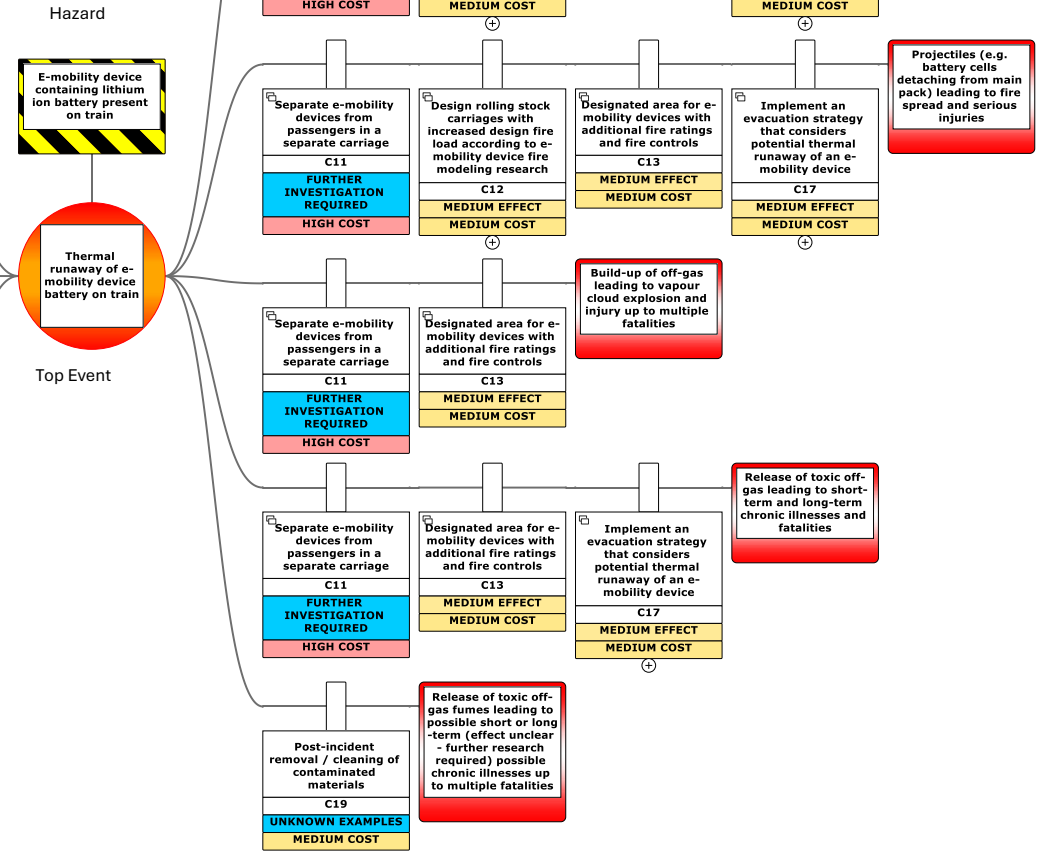 Hazard
HIGH COST
MEDIUM COST
MEDIUM COST
E-mobility device
containing lithium
ion battery present
on train
Thermal
runaway of e-
mobility device
battery on train
Top Event
Separate e-mobility
devices from
passengers in a
separate carriage
C11
FURTHER
INVESTIGATION
REQUIRED
HIGH COST
Design rolling stock
carriages with
increased design fire
load according to e-
mobility device fire
modeling research
C12
MEDIUM EFFECT
MEDIUM COST
Designated area for e-
mobility devices with
additional fire ratings
and fire controls
C13
MEDIUM EFFECT
MEDIUM COST
Implement an
evacuation strategy
that considers
potential thermal
runaway of an e-
mobility device
C17
MEDIUM EFFECT
MEDIUM COST
Projectiles (e.g.
battery cells
detaching from main
pack) leading to fire
spread and serious
injuries
Separate e-mobility
devices from
passengers in a
separate carriage
C11
FURTHER
INVESTIGATION
REQUIRED
HIGH COST
Designated area for e-
mobility devices with
additional fire ratings
and fire controls
C13
MEDIUM EFFECT
MEDIUM COST
Build-up of off-gas
leading to vapour
cloud explosion and
injury up to multiple
fatalities
Separate e-mobility
devices from
passengers in a
separate carriage
C11
FURTHER
INVESTIGATION
REQUIRED
HIGH COST
Designated area for e-
mobility devices with
additional fire ratings
and fire controls
C13
MEDIUM EFFECT
MEDIUM COST
Implement an
evacuation strategy
that considers
potential thermal
runaway of an e-
mobility device
C17
MEDIUM EFFECT
MEDIUM COST
Release of toxic off-
gas leading to short-
term and long-term
chronic illnesses and
fatalities
Post-incident
removal / cleaning of
contaminated
materials
C19
UNKNOWN EXAMPLES
MEDIUM COST
Release of toxic off-
gas fumes leading to
possible short or long
-term (effect unclear
- further research
required) possible
chronic illnesses up
to multiple fatalities